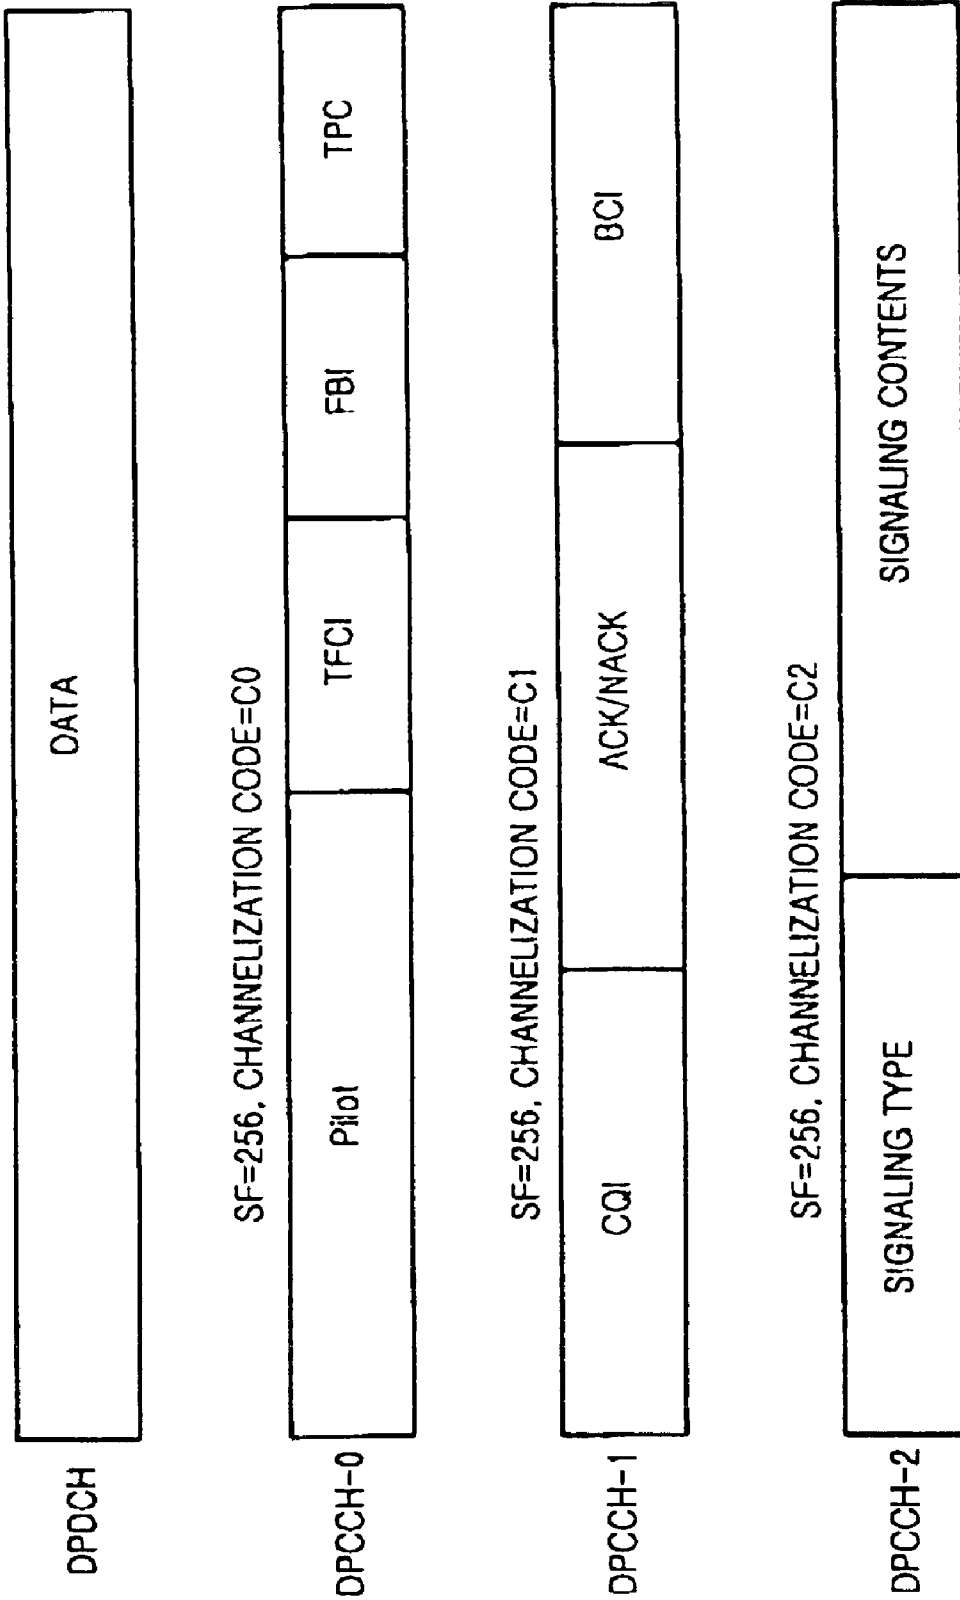 DPDCH
DATA
SF=256, CHANNELIZATION CODE=C0
DPCCH-0
Pilot
TFCI
FBI
TPC
SF=256, CHANNELIZATION CODE=C1
DPCCH-1
CQI
ACK/NACK
BCI
SF=256, CHANNELIZATION CODE=C2
DPCCH-2
SIGNALING TYPE
SIGNALING CONTENTS